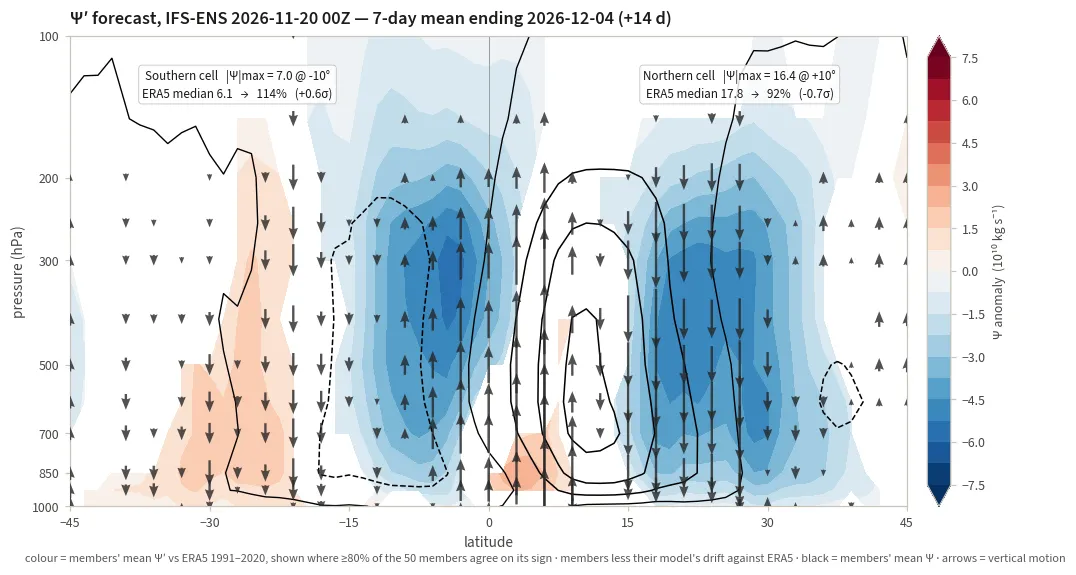 Ψ′ forecast, IFS-ENS 2026-11-20 00Z — 7-day mean ending 2026-12-04 (+14 d)
Southern cell |Ψ|max = 7.0 @ -10°
ERA5 median 6.1 → 114% (+0.6σ)
Northern cell |Ψ|max = 16.4 @ +10°
ERA5 median 17.8 → 92% (-0.7σ)
pressure (hPa)
100
200
300
400
500
700
850
1000
−45
−30
−15
0
15
30
45
latitude
7.5
6.0
4.5
3.0
1.5
0.0
−1.5
−3.0
−4.5
−6.0
−7.5
Ψ anomaly (10¹⁰ kg s⁻¹)
colour = members' mean Ψ′ vs ERA5 1991–2020, shown where ≥80% of the 50 members agree on its sign · members less their model's drift against ERA5 · black = members' mean Ψ · arrows = vertical motion